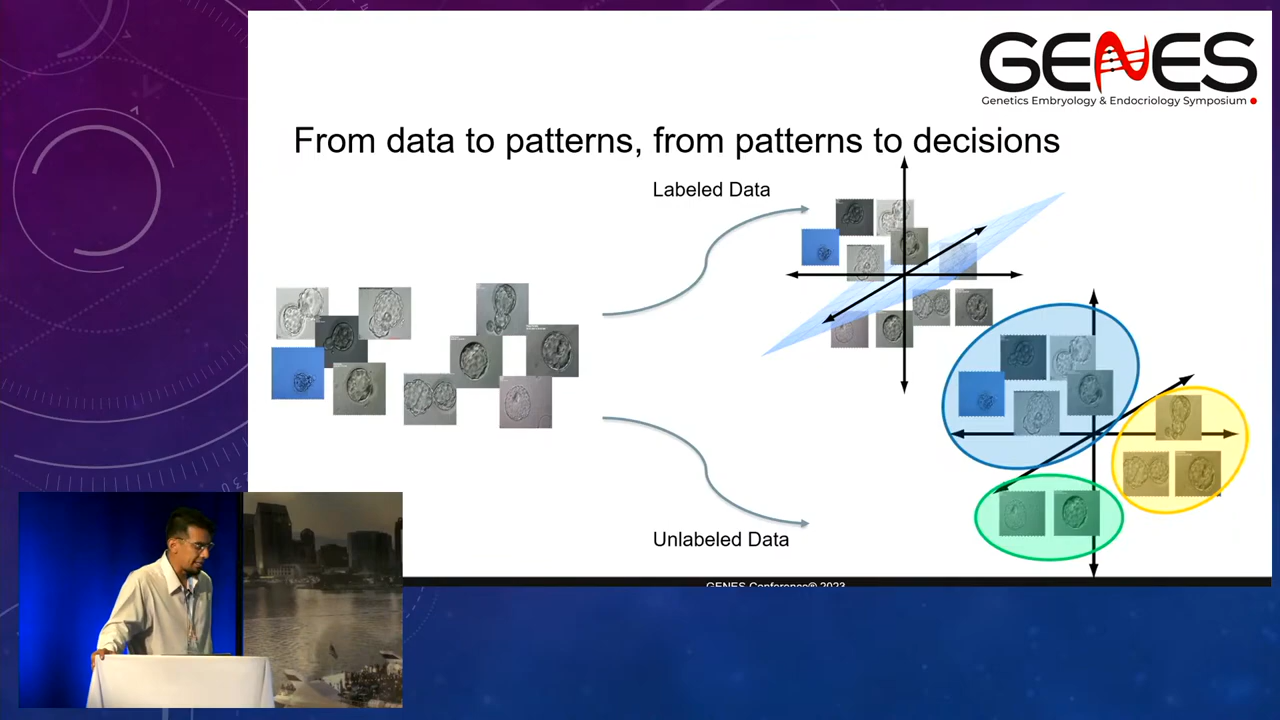 GENES
Genetics Embryology & Endocriology Symposium
From data to patterns, from patterns to decisions
Labeled Data
Unlabeled Data
GENES Conference® 2023